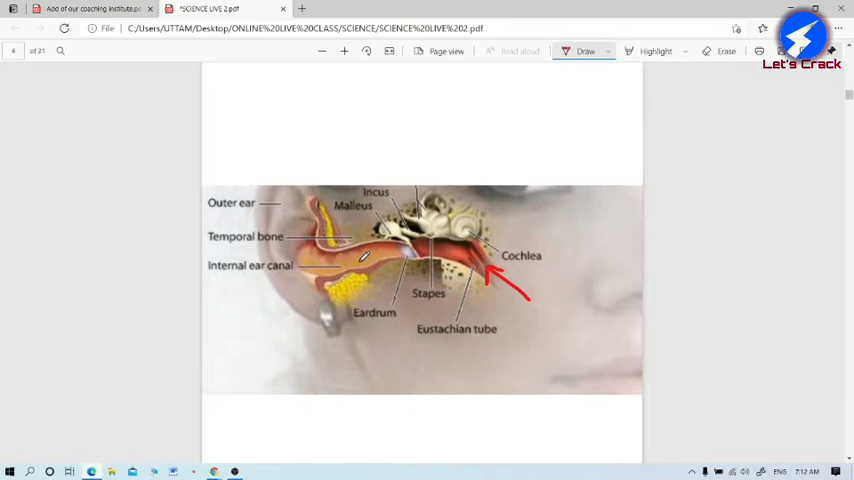 Add of our coaching institute.pd
*SCIENCE LIVE 2.pdf
File
C:/Users/UTTAM/Desktop/ONLINE%20LIVE%20CLASS/SCIENCE/SCIENCE%20LIVE%202.pdf
4 of 21
Page view
Read aloud
Draw
Highlight
Erase
Let's Crack
Incus
Malleus
Outer ear
Temporal bone
Internal ear canal
Cochlea
Stapes
Eardrum
Eustachian tube
ENG
7:12 AM